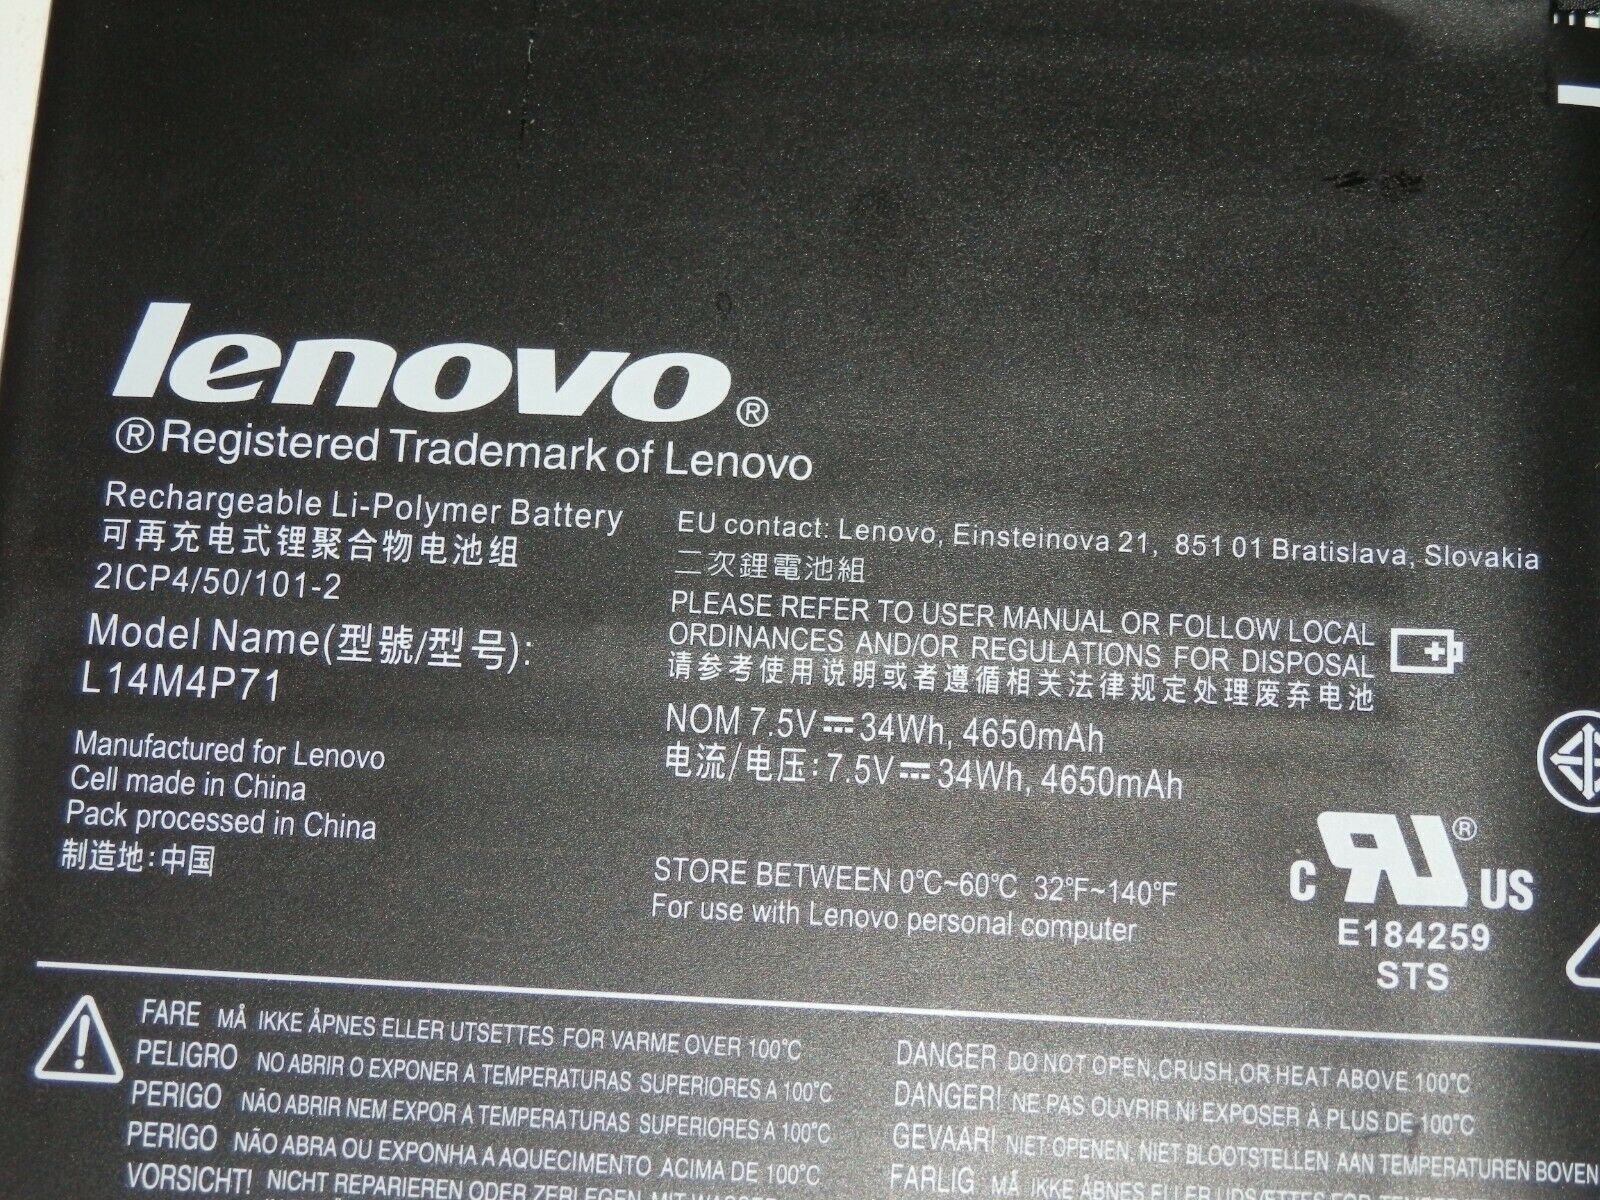 lenovo®
® Registered Trademark of Lenovo
Rechargeable Li-Polymer Battery
可再充电式锂聚合物电池组
2ICP4/50/101-2
Model Name(型號/型号):
L14M4P71
Manufactured for Lenovo
Cell made in China
Pack processed in China
制造地:中国
EU contact: Lenovo, Einsteinova 21, 851 01 Bratislava, Slovakia
二次鋰電池組
PLEASE REFER TO USER MANUAL OR FOLLOW LOCAL
ORDINANCES AND/OR REGULATIONS FOR DISPOSAL
请参考使用说明或者遵循相关法律规定处理废弃电池
NOM 7.5V⎓34Wh, 4650mAh
电流/电压:7.5V⎓34Wh, 4650mAh
STORE BETWEEN 0°C~60°C 32°F~140°F
For use with Lenovo personal computer
C RU® US
E184259
STS
FARE MÅ IKKE ÅPNES ELLER UTSETTES FOR VARME OVER 100°C
PELIGRO NO ABRIR O EXPONER A TEMPERATURAS SUPERIORES A 100°C
PERIGO NÃO ABRIR NEM EXPOR A TEMPERATURAS SUPERIORES A 100°C
PERIGO NÃO ABRA OU EXPONHA A AQUECIMENTO ACIMA DE 100°C
VORSICHT! NICHT REPARIEREN ODER ZERLEGEN MIT WASSER
DANGER DO NOT OPEN,CRUSH,OR HEAT ABOVE 100°C
DANGER! NE PAS OUVRIR NI EXPOSER À PLUS DE 100°C
GEVAAR! NIET OPENEN, NIET BLOOTSTELLEN AAN TEMPERATUREN BOVEN
FARLIG MÅ IKKE ÅBNES ELLER UDSÆTTES FOR